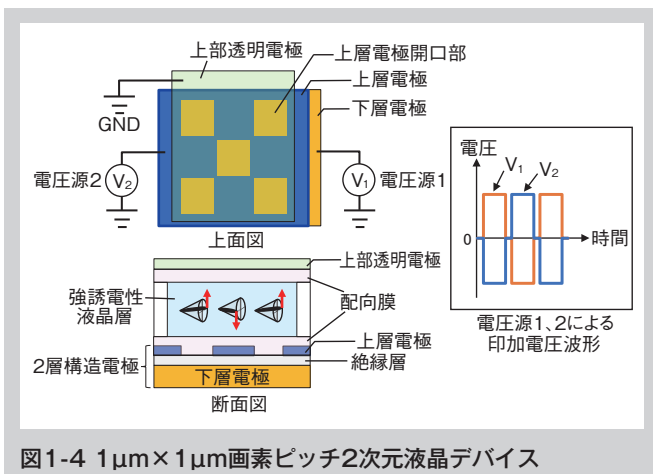 上部透明電極
上層電極開口部
上層電極
下層電極
GND
電圧源2
V2
V1
電圧源1
上面図
電圧
V1
V2
0
時間
電圧源1、2による
印加電圧波形
上部透明電極
強誘電性
液晶層
配向膜
2層構造電極
上層電極
絶縁層
下層電極
断面図
図1-4 1μm×1μm画素ピッチ2次元液晶デバイス